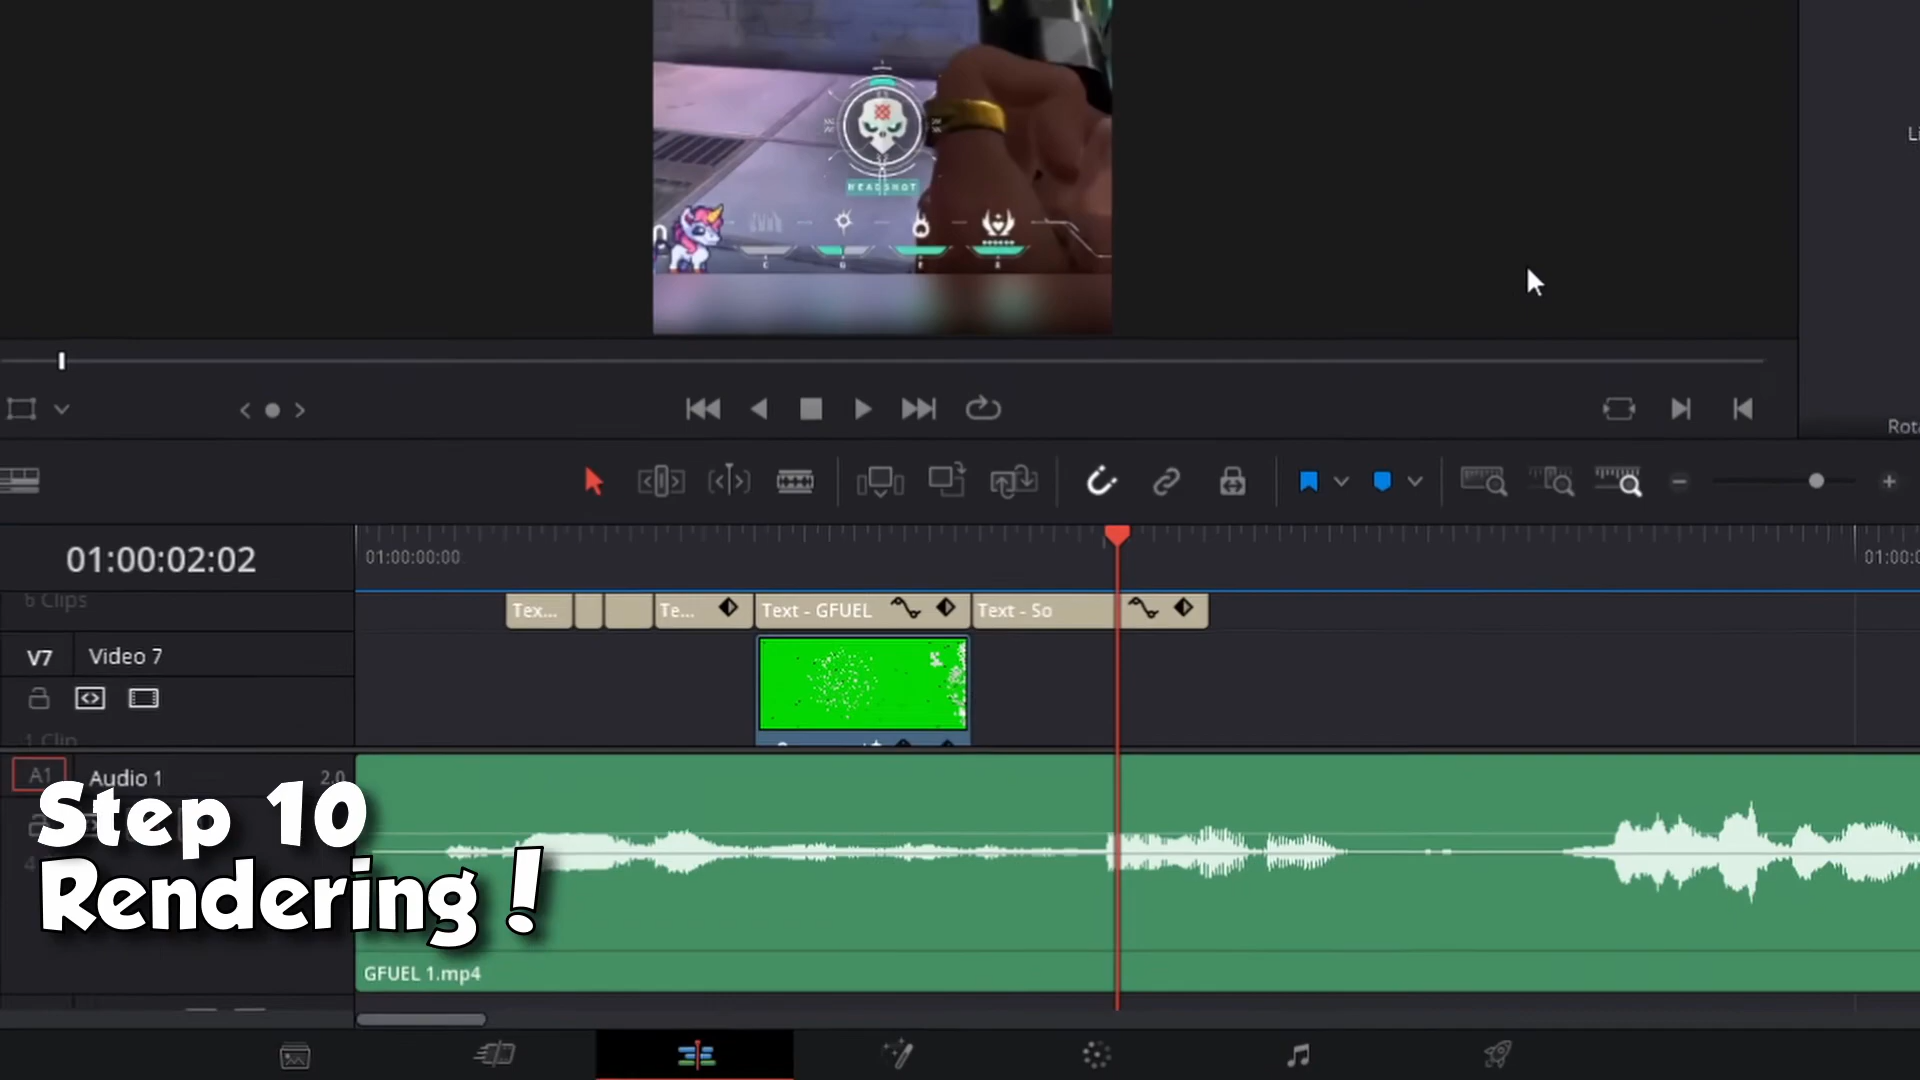 HEADSHOT
C
Li
Rota
01:00:02:02
01:00:00:00
01:00:0
6 Clips
Tex...
Te...
Text - GFUEL
Text - So
V7
Video 7
1 Clip
A1
Audio 1
2.0
Step 10
Rendering!
GFUEL 1.mp4